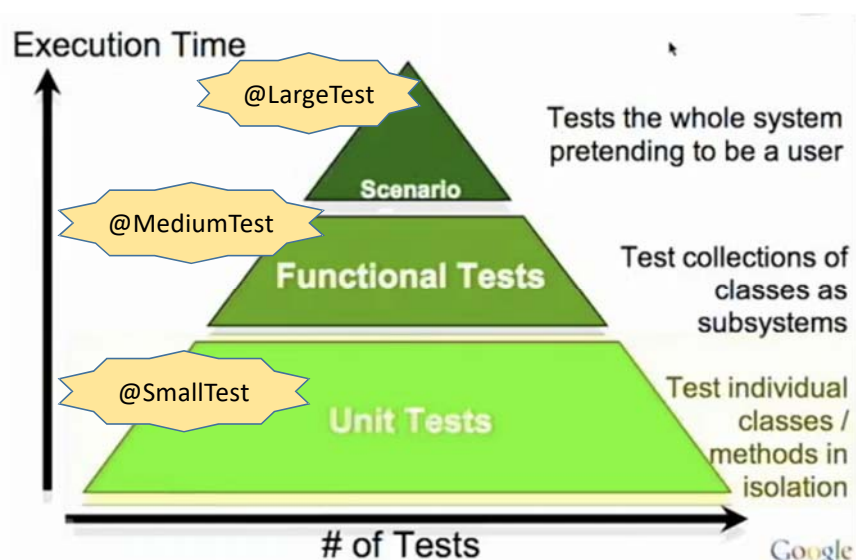 Execution Time
@LargeTest
Tests the whole system
pretending to be a user
Scenario
@MediumTest
Functional Tests
Test collections of
classes as
subsystems
@SmallTest
Unit Tests
Test individual
classes /
methods in
isolation
# of Tests
Google